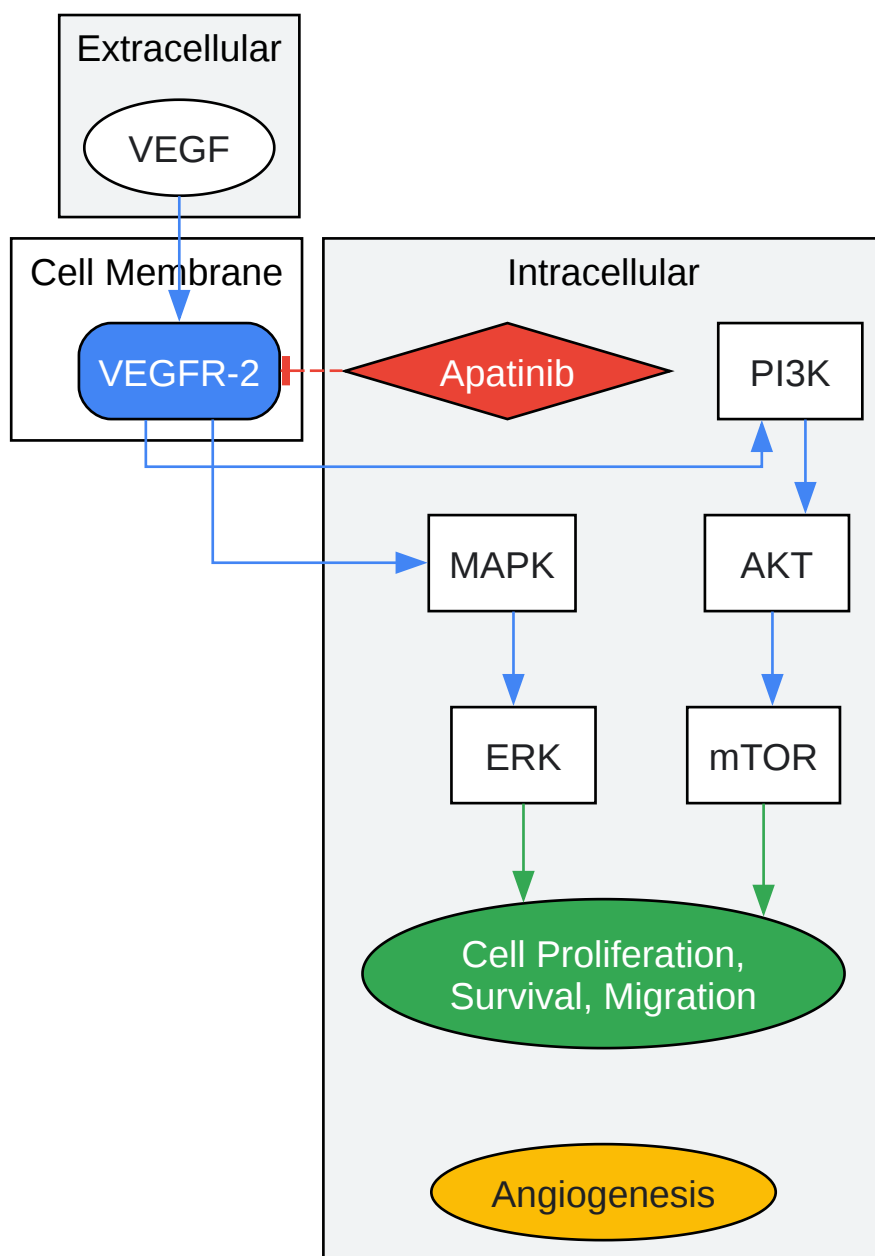 Extracellular
VEGF
Cell Membrane
Intracellular
VEGFR-2
Apatinib
PI3K
MAPK
AKT
ERK
mTOR
Cell Proliferation,
Survival, Migration
Angiogenesis